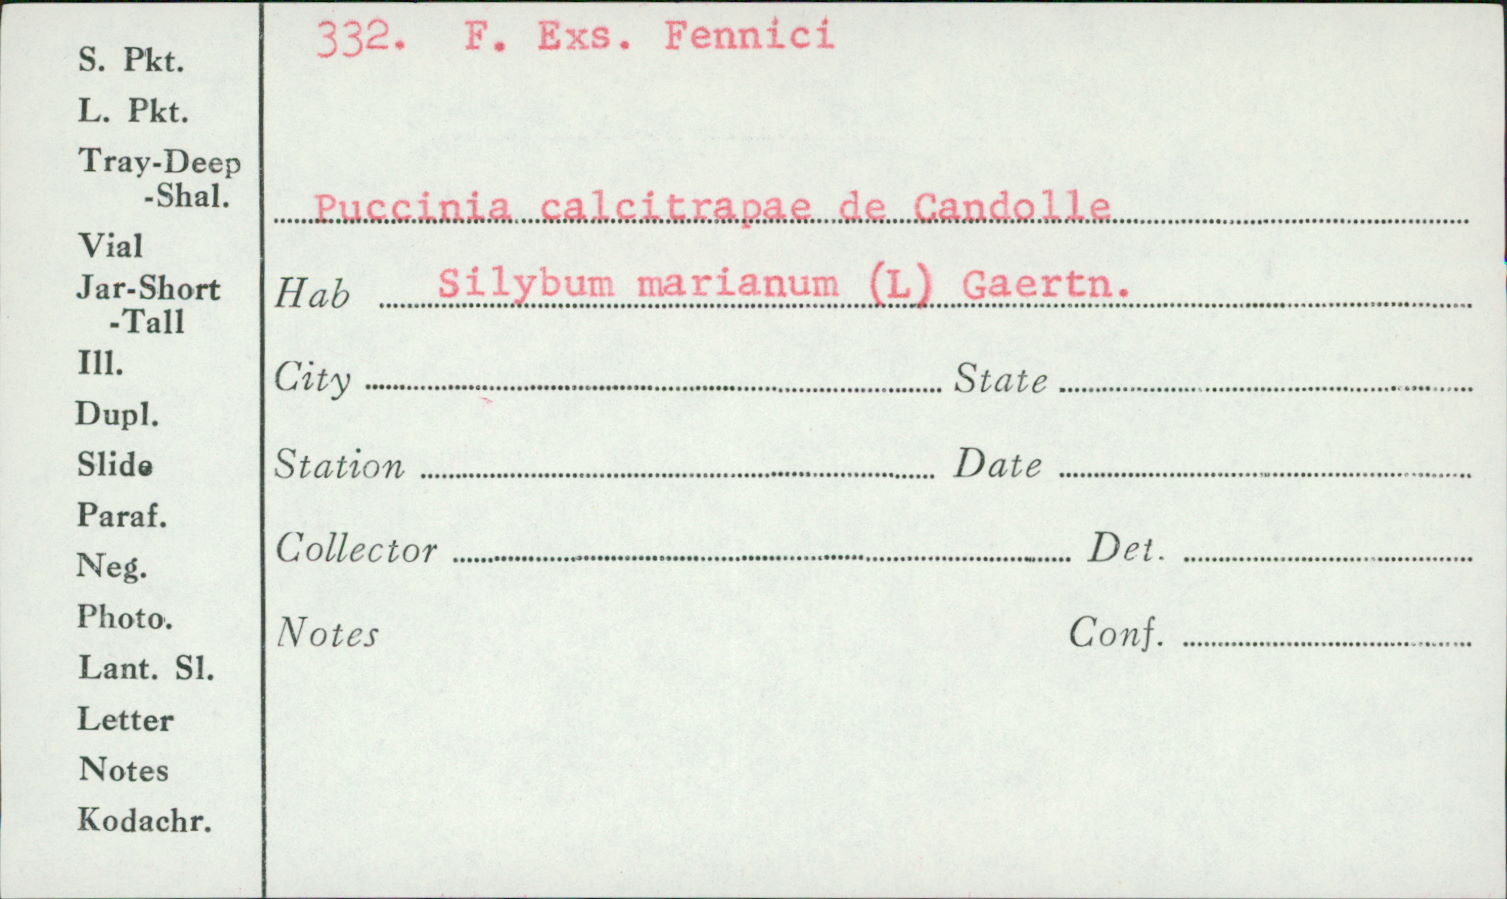 332. F. Exs. Fennici
Puccinia calcitrapae de Candolle
Hab Silybum marianum (L) Gaertn.
City State
Station Date
Collector Det.
Notes Conf.
S. Pkt.
L. Pkt.
Tray-Deep
-Shal.
Vial
Jar-Short
-Tall
Ill.
Dupl.
Slide
Paraf.
Neg.
Photo.
Lant. Sl.
Letter
Notes
Kodachr.